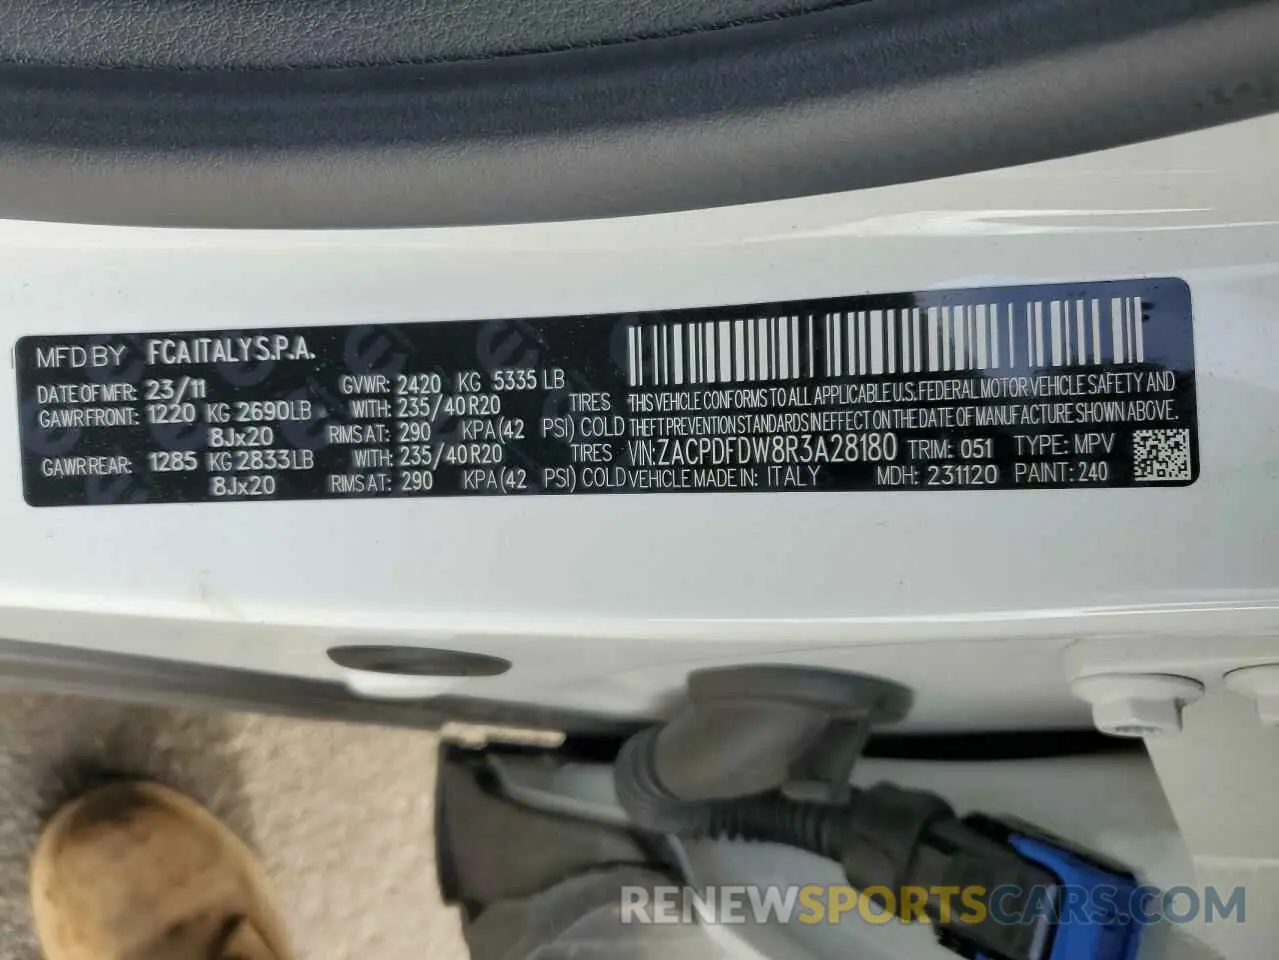 MFD BY FCA ITALY S.P.A.
DATE OF MFR: 23/11 GVWR: 2420 KG 5335 LB
GAWR FRONT: 1220 KG 2690LB WITH: 235/40 R20 TIRES
8Jx20 RIMS AT: 290 KPA (42 PSI) COLD
GAWR REAR: 1285 KG 2833LB WITH: 235/40 R20 TIRES
8Jx20 RIMS AT: 290 KPA (42 PSI) COLD
THIS VEHICLE CONFORMS TO ALL APPLICABLE U.S. FEDERAL MOTOR VEHICLE SAFETY AND
THEFT PREVENTION STANDARDS IN EFFECT ON THE DATE OF MANUFACTURE SHOWN ABOVE.
VIN: ZACPDFDW8R3A28180 TRIM: 051 TYPE: MPV
VEHICLE MADE IN: ITALY MDH: 231120 PAINT: 240
RENEWSPORTSCARS.COM